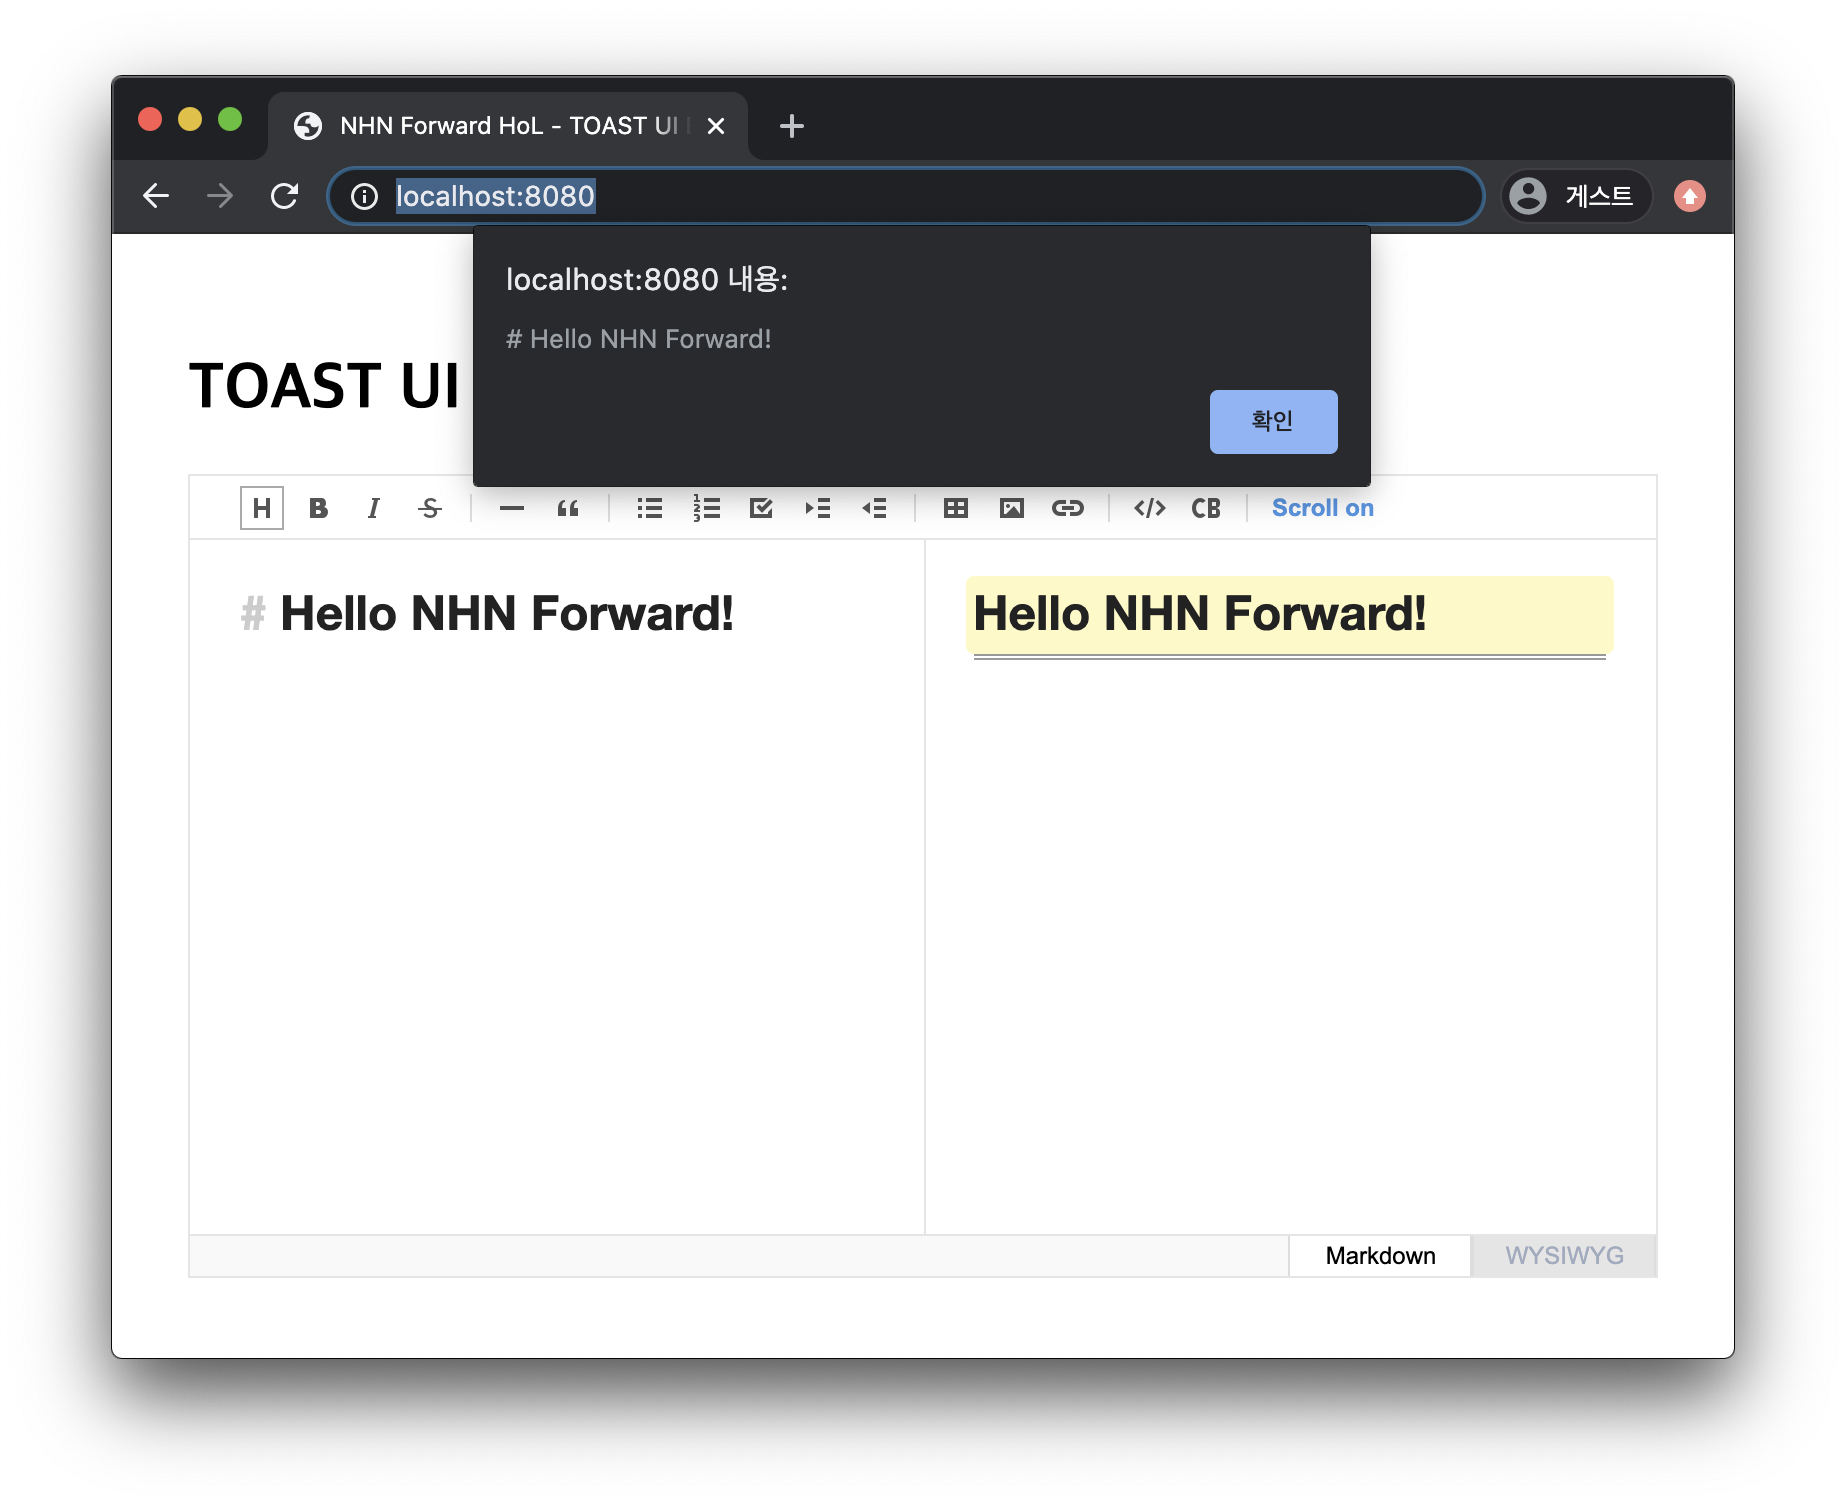 NHN Forward HoL - TOAST UI
localhost:8080
게스트
localhost:8080 내용:
# Hello NHN Forward!
확인
TOAST UI
H B I S — “ </> CB Scroll on
# Hello NHN Forward!
Hello NHN Forward!
Markdown WYSIWYG